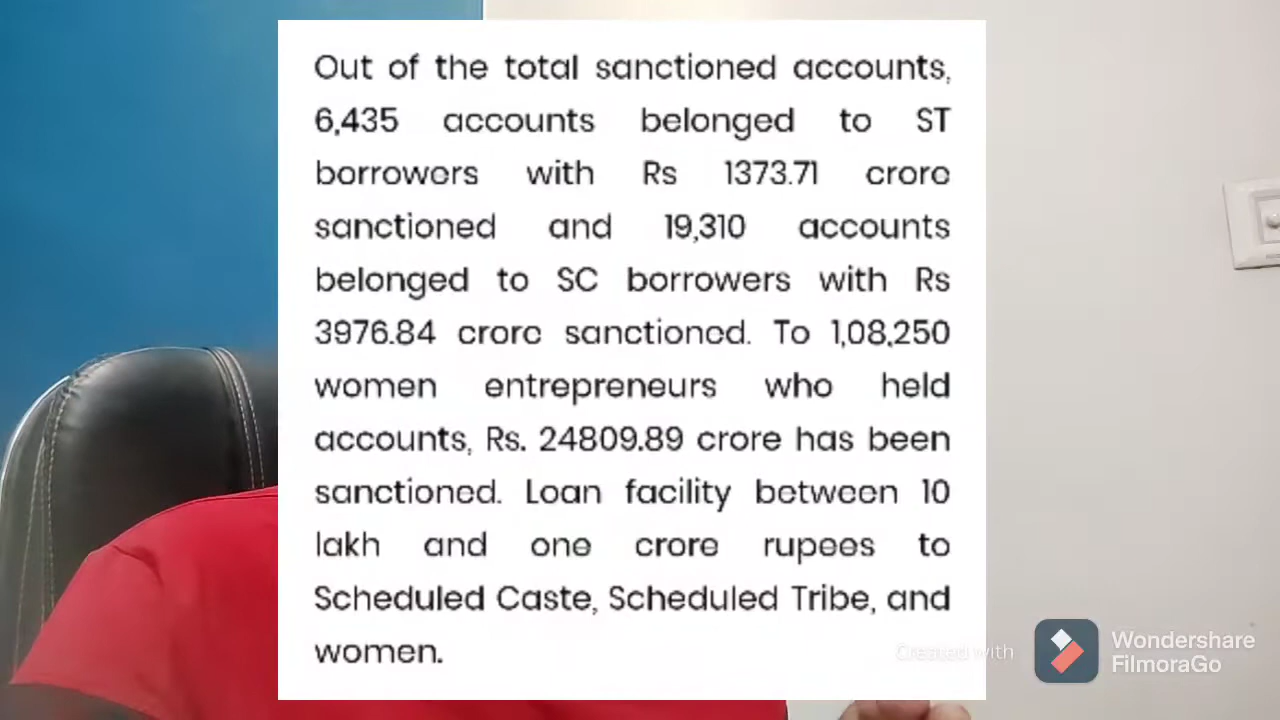 Out of the total sanctioned accounts,
6,435 accounts belonged to ST
borrowers with Rs 1373.71 crore
sanctioned and 19,310 accounts
belonged to SC borrowers with Rs
3976.84 crore sanctioned. To 1,08,250
women entrepreneurs who held
accounts, Rs. 24809.89 crore has been
sanctioned. Loan facility between 10
lakh and one crore rupees to
Scheduled Caste, Scheduled Tribe, and
women.
Created with
Wondershare
FilmoraGo